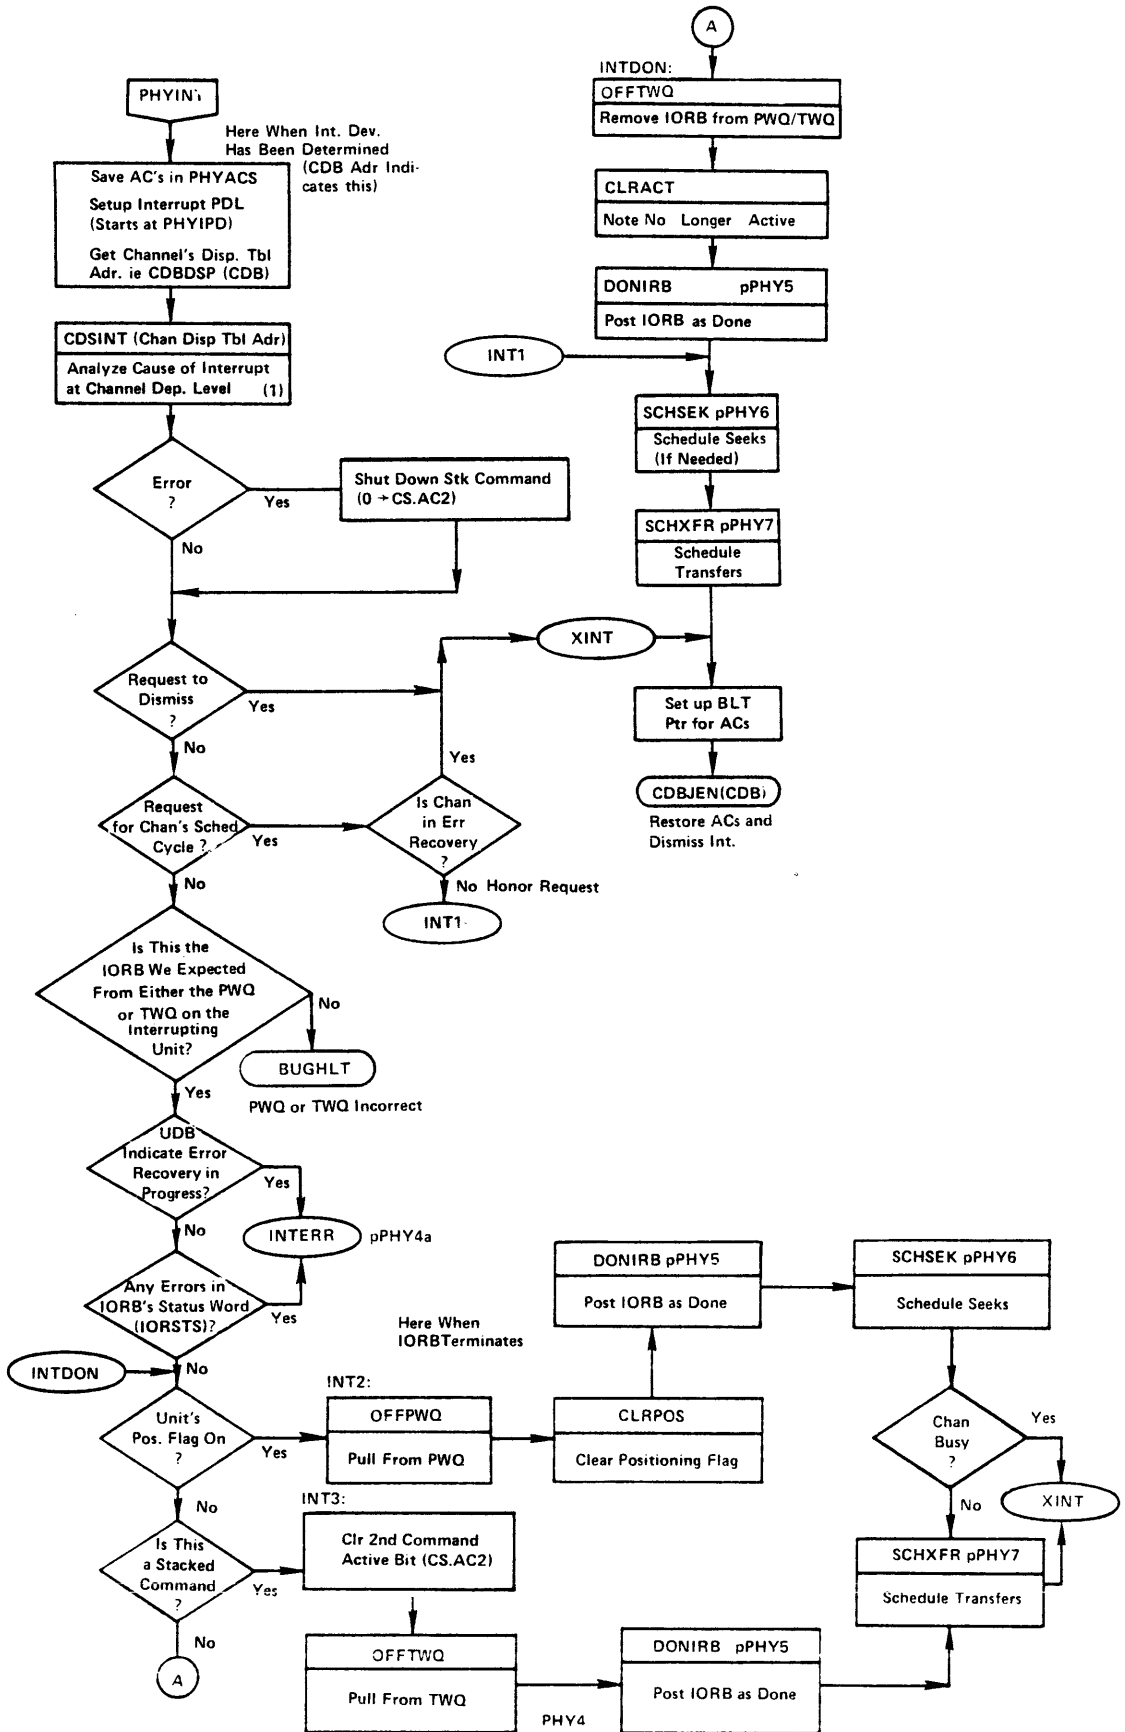 PHYINT
Here When Int. Dev.
Has Been Determined
(CDB Adr Indi-
cates this)
Save AC's in PHYACS
Setup Interrupt PDL
(Starts at PHYIPD)
Get Channel's Disp. Tbl
Adr. ie CDBDSP (CDB)
CDSINT (Chan Disp Tbl Adr)
Analyze Cause of Interrupt
at Channel Dep. Level (1)
Error
?
Yes
No
Shut Down Stk Command
(0 → CS.AC2)
Request to
Dismiss
?
Yes
No
Request
for Chan's Sched
Cycle ?
Yes
No
Is Chan
in Err
Recovery
?
Yes
No Honor Request
INT1
Is This the
IORB We Expected
From Either the PWQ
or TWQ on the
Interrupting
Unit?
No
BUGHLT
PWQ or TWQ Incorrect
Yes
UDB
Indicate Error
Recovery in
Progress?
Yes
No
INTERR pPHY4a
Any Errors in
IORB's Status Word
(IORSTS)?
Yes
No
INTDON
Unit's
Pos. Flag On
?
Yes
No
Is This
a Stacked
Command
?
Yes
No
A
A
INTDON:
OFFTWQ
Remove IORB from PWQ/TWQ
CLRACT
Note No Longer Active
DONIRB pPHY5
Post IORB as Done
INT1
SCHSEK pPHY6
Schedule Seeks
(If Needed)
SCHXFR pPHY7
Schedule
Transfers
XINT
Set up BLT
Ptr for ACs
CDBJEN(CDB)
Restore ACs and
Dismiss Int.
Here When
IORBTerminates
INT2:
OFFPWQ
Pull From PWQ
CLRPOS
Clear Positioning Flag
DONIRB pPHY5
Post IORB as Done
SCHSEK pPHY6
Schedule Seeks
Chan
Busy
?
Yes
No
XINT
SCHXFR pPHY7
Schedule Transfers
INT3:
Clr 2nd Command
Active Bit (CS.AC2)
OFFTWQ
Pull From TWQ
DONIRB pPHY5
Post IORB as Done
PHY4